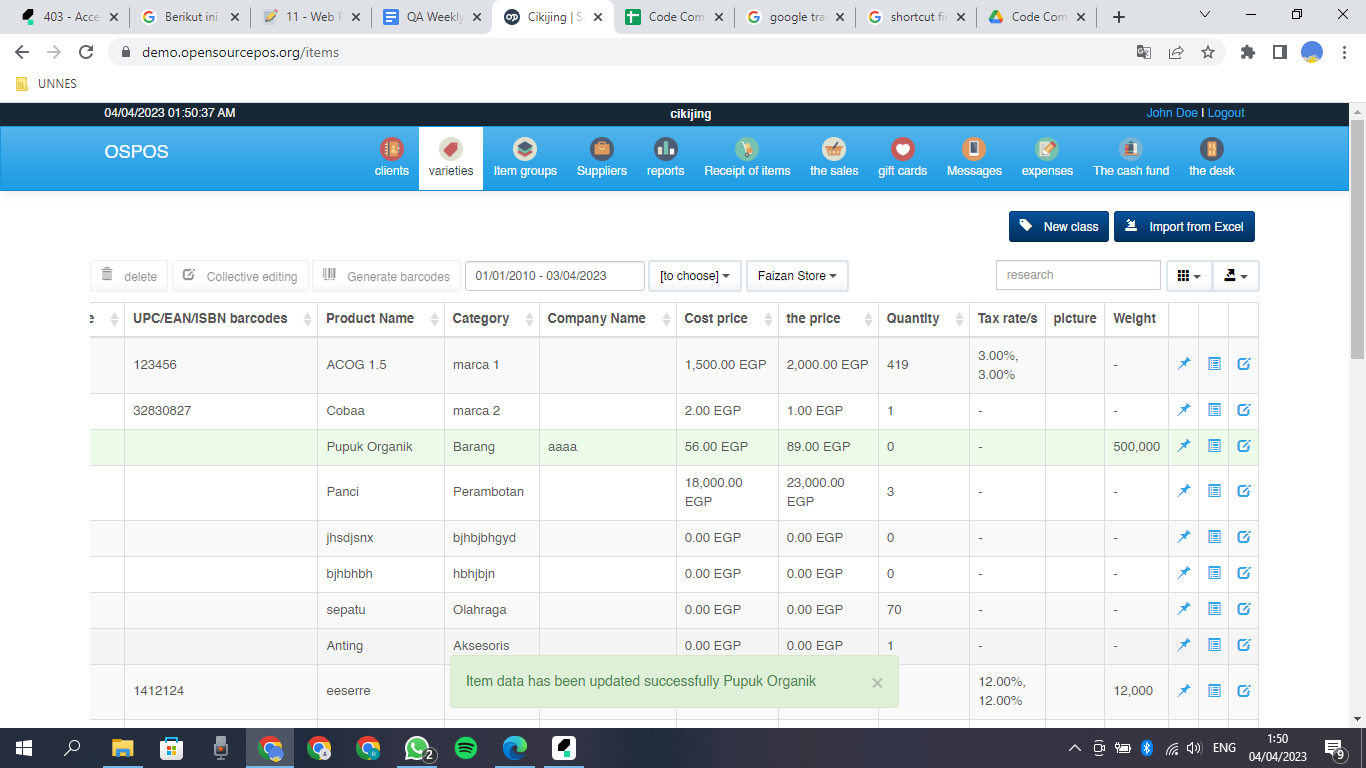 403 - Acce
Berikut ini
11 - Web P
QA Weekly
Cikijing | S
Code Com
google tra
shortcut fi
Code Com
demo.opensourcepos.org/items
UNNES
04/04/2023 01:50:37 AM
cikijing
John Doe | Logout
OSPOS
clients
varieties
Item groups
Suppliers
reports
Receipt of items
the sales
gift cards
Messages
expenses
The cash fund
the desk
New class
Import from Excel
delete
Collective editing
Generate barcodes
01/01/2010 - 03/04/2023
[to choose]
Faizan Store
research
e UPC/EAN/ISBN barcodes Product Name Category Company Name Cost price the price Quantity Tax rate/s picture Weight
123456 ACOG 1.5 marca 1 1,500.00 EGP 2,000.00 EGP 419 3.00%, 3.00% -
32830827 Cobaa marca 2 2.00 EGP 1.00 EGP 1 - -
Pupuk Organik Barang aaaa 56.00 EGP 89.00 EGP 0 - 500,000
Panci Perambotan 18,000.00 EGP 23,000.00 EGP 3 - -
jhsdjsnx bjhbjbhgyd 0.00 EGP 0.00 EGP 0 - -
bjhbhbh hbhjbjn 0.00 EGP 0.00 EGP 0 - -
sepatu Olahraga 0.00 EGP 0.00 EGP 70 - -
Anting Aksesoris 0.00 EGP 0.00 EGP 1 - -
1412124 eeserre 12.00%, 12.00% 12,000
Item data has been updated successfully Pupuk Organik ×
2
ENG
1:50
04/04/2023
9